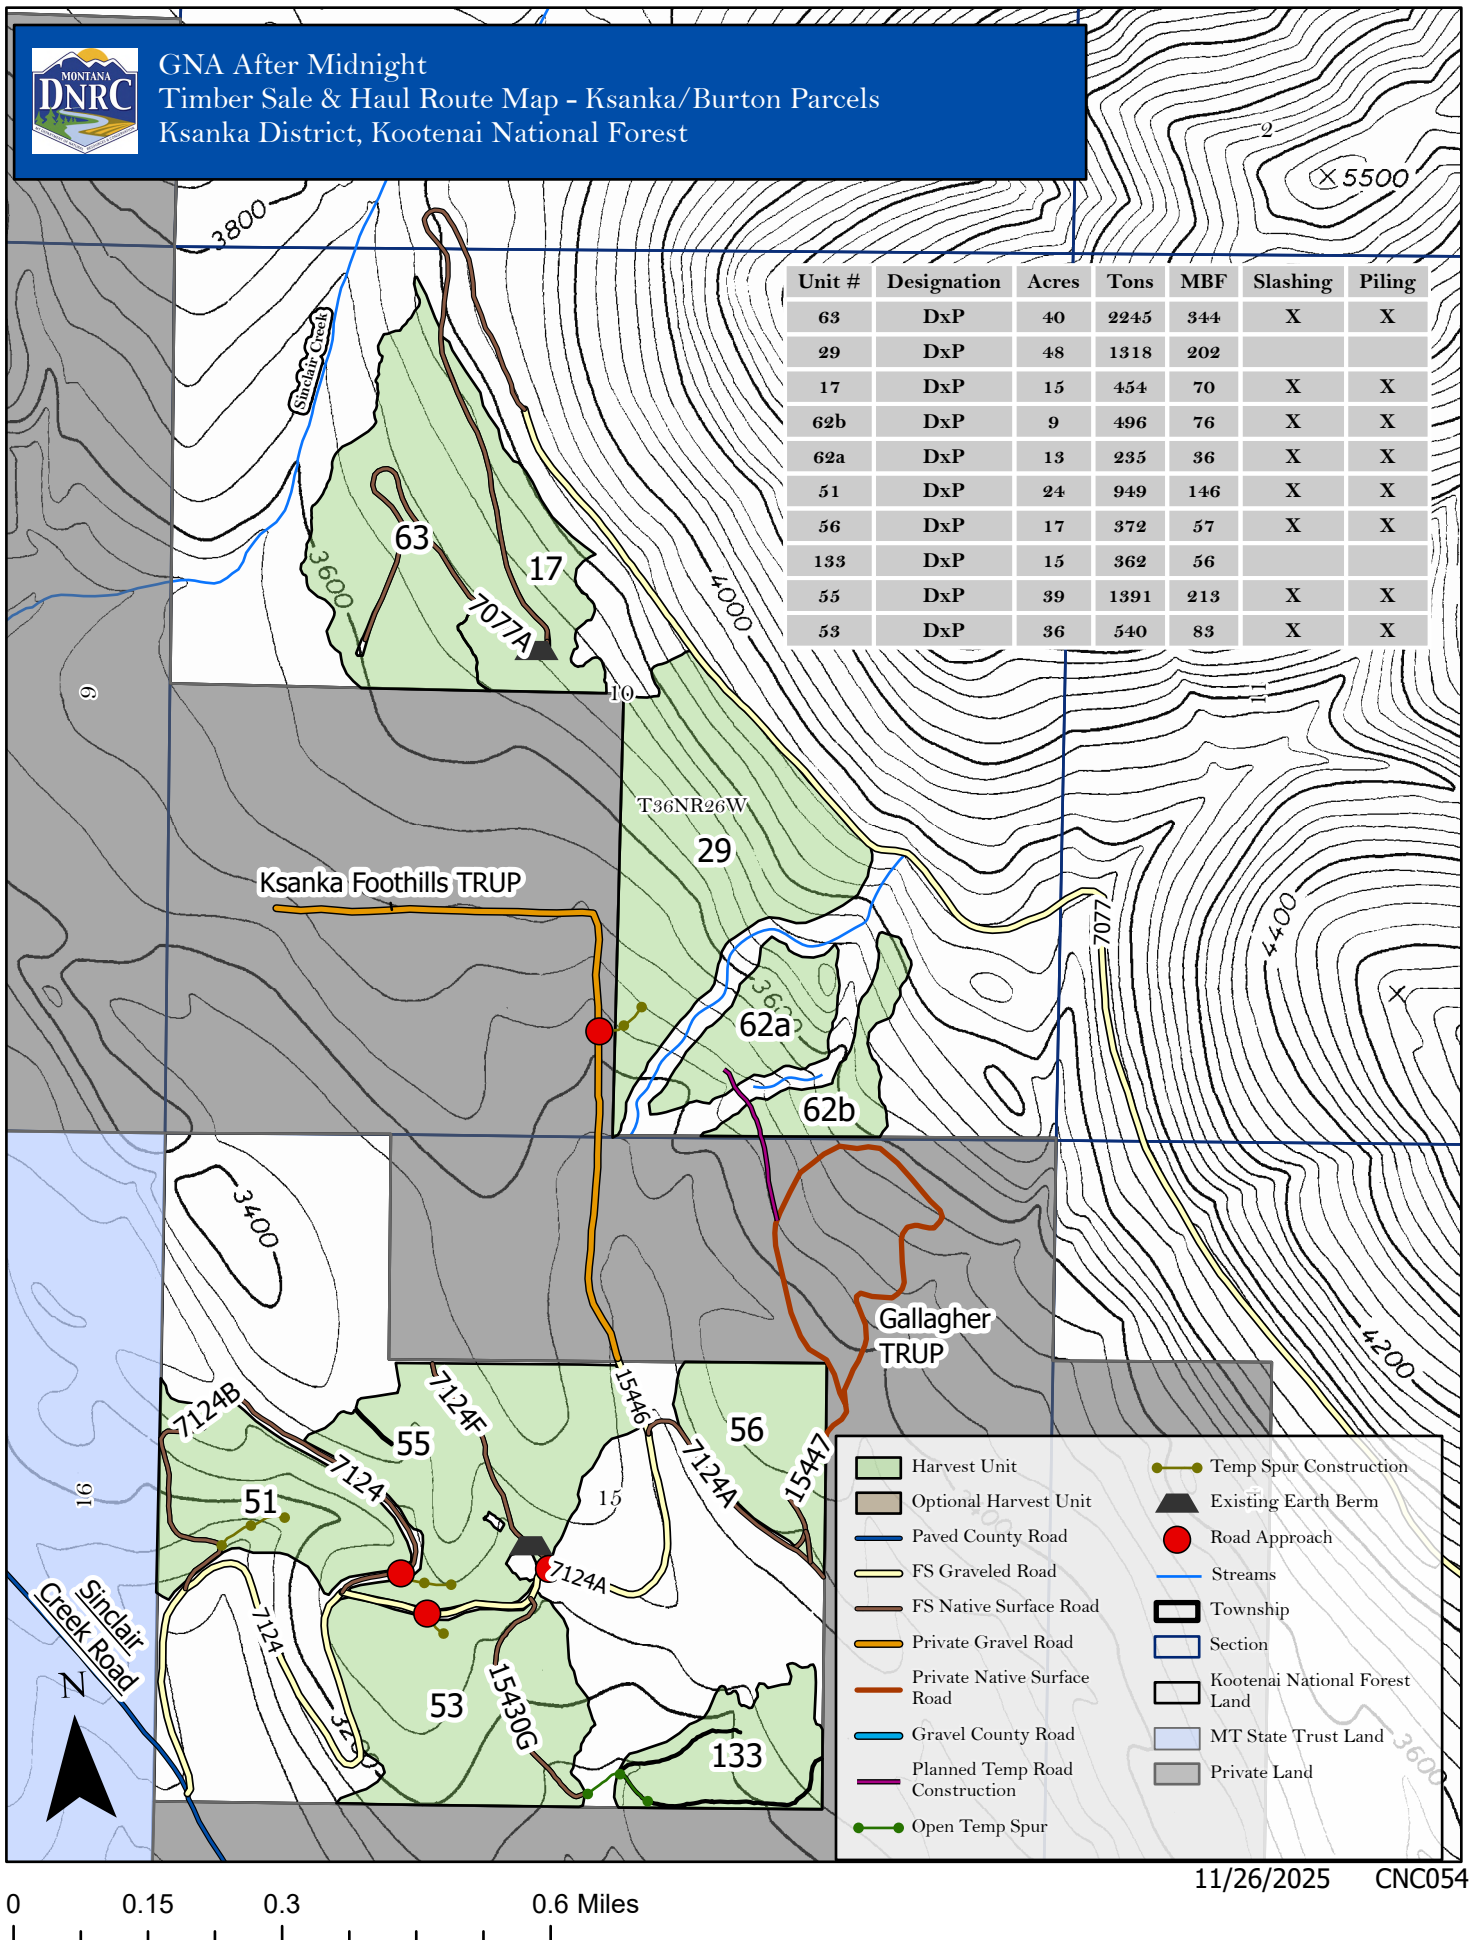 GNA After Midnight
Timber Sale & Haul Route Map - Ksanka/Burton Parcels
Ksanka District, Kootenai National Forest
MONTANA
DNRC
2
5500
3800
Unit # Designation Acres Tons MBF Slashing Piling
63 DxP 40 2245 344 X X
29 DxP 48 1318 202
17 DxP 15 454 70 X X
62b DxP 9 496 76 X X
62a DxP 13 235 36 X X
51 DxP 24 949 146 X X
56 DxP 17 372 57 X X
133 DxP 15 362 56
55 DxP 39 1391 213 X X
53 DxP 36 540 83 X X
Sinclair Creek
63
17
3600
4000
7077A
9
10
11
T36NR26W
29
Ksanka Foothills TRUP
7077
4400
3600
62a
62b
3400
Gallagher
TRUP
4200
7124B
7124F
15446
55
56
7124
7124A
15447
16
51
15
7124A
Sinclair
Creek Road
7124
N
53
15430G
133
Harvest Unit
Optional Harvest Unit
Paved County Road
FS Graveled Road
FS Native Surface Road
Private Gravel Road
Private Native Surface
Road
Gravel County Road
Planned Temp Road
Construction
Open Temp Spur
Temp Spur Construction
Existing Earth Berm
Road Approach
Streams
Township
Section
Kootenai National Forest
Land
MT State Trust Land
Private Land
3600
11/26/2025 CNC054
0 0.15 0.3 0.6 Miles